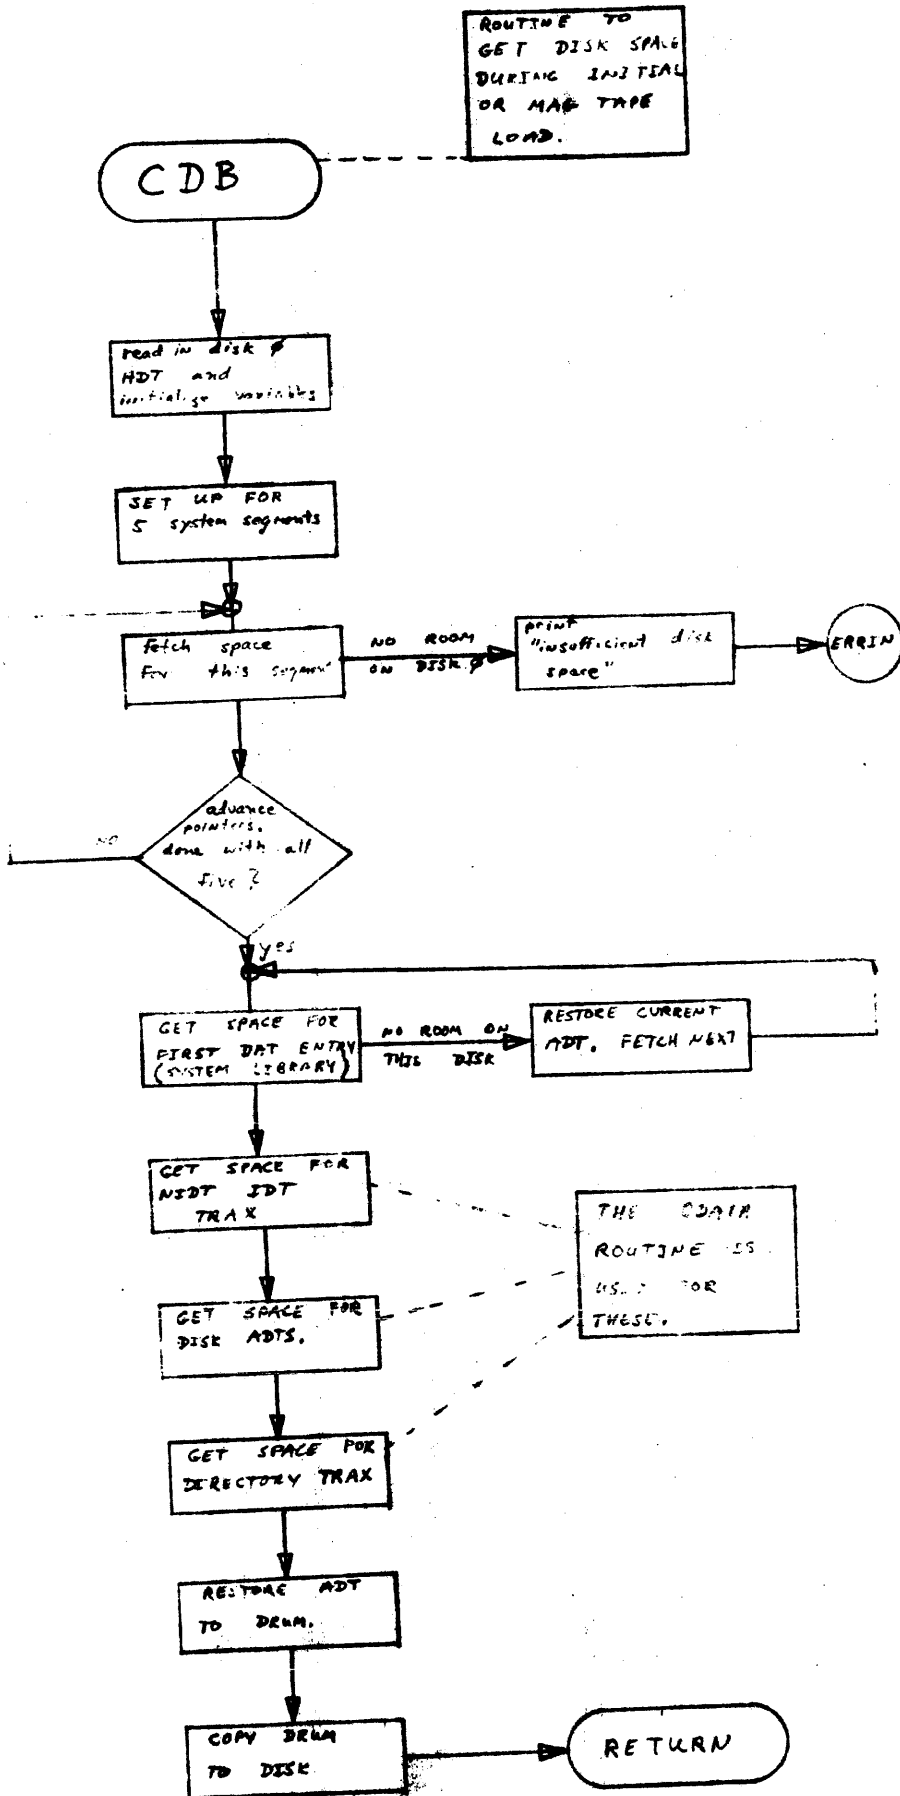 ROUTINE TO
GET DISK SPACE
DURING INITIAL
OR MAG TAPE
LOAD.
CDB
read in disk φ
ADT and
initialize variables
SET UP FOR
5 system segments
fetch space
For this segment
NO ROOM
ON DISK φ
print
"insufficient disk
space"
ERRIN
advance
pointers.
done with all
five?
NO
yes
GET SPACE FOR
FIRST DAT ENTRY
(SYSTEM LIBRARY)
NO ROOM ON
THIS DISK
RESTORE CURRENT
ADT. FETCH NEXT
GET SPACE FOR
NIDT IDT
TRAX
THE
ROUTINE IS
FOR
THESE.
GET SPACE FOR
DISK ADTS.
GET SPACE FOR
DIRECTORY TRAX
RESTORE ADT
TO DRUM.
COPY DRUM
TO DISK
RETURN